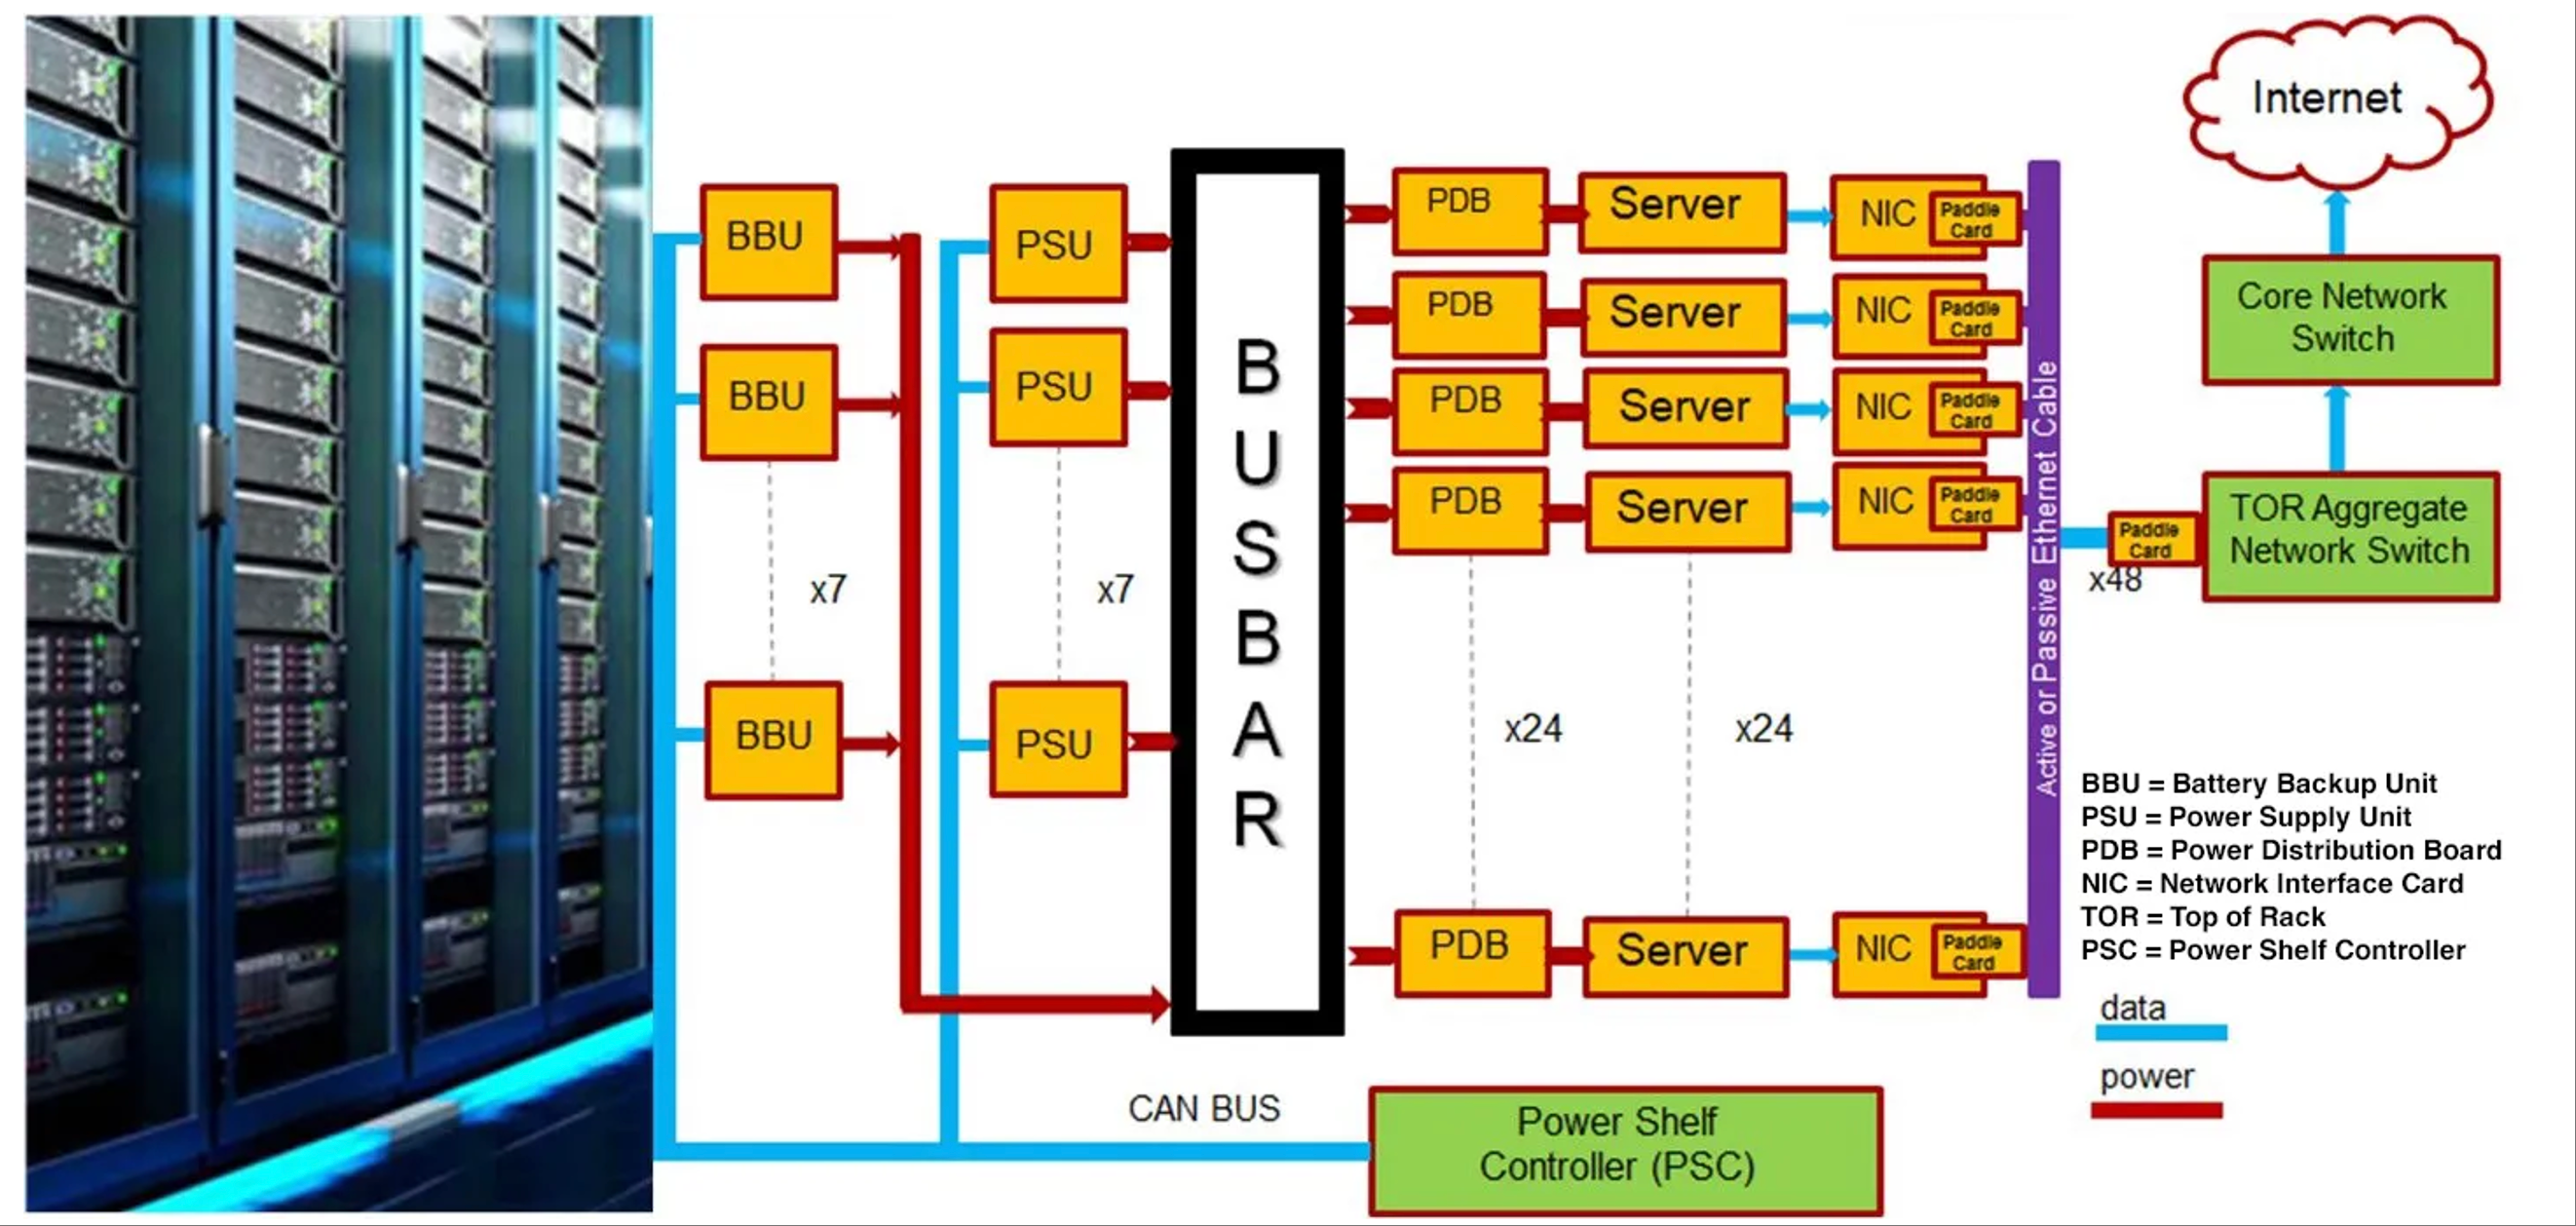 Internet
Core Network
Switch
TOR Aggregate
Network Switch
Paddle
Card
x48
BBU
BBU
x7
BBU
PSU
PSU
x7
PSU
B
U
S
B
A
R
PDB
Server
NIC
Paddle
Card
PDB
Server
NIC
Paddle
Card
PDB
Server
NIC
Paddle
Card
PDB
Server
NIC
Paddle
Card
x24
x24
PDB
Server
NIC
Paddle
Card
Active or Passive Ethernet Cable
BBU = Battery Backup Unit
PSU = Power Supply Unit
PDB = Power Distribution Board
NIC = Network Interface Card
TOR = Top of Rack
PSC = Power Shelf Controller
data
power
CAN BUS
Power Shelf
Controller (PSC)